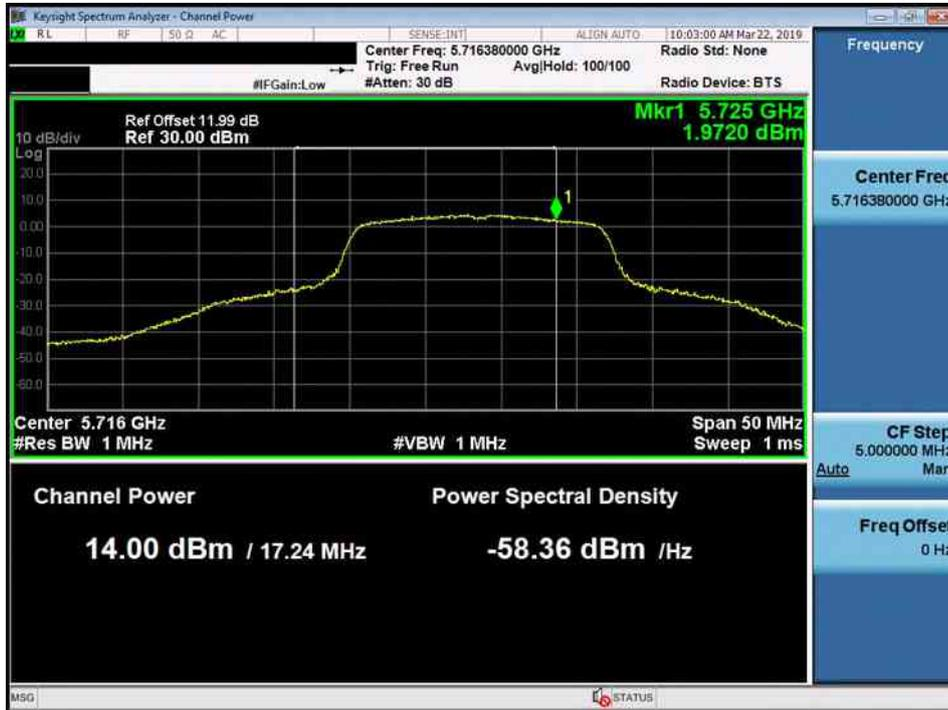 Keysight Spectrum Analyzer - Channel Power
LXI RL RF 50 Ω AC SENSE:INT ALIGN AUTO 10:03:00 AM Mar 22, 2019
Center Freq: 5.716380000 GHz Radio Std: None
Trig: Free Run Avg|Hold: 100/100
#IFGain:Low #Atten: 30 dB Radio Device: BTS
Mkr1 5.725 GHz
1.9720 dBm
Ref Offset 11.99 dB
10 dB/div Ref 30.00 dBm
Log
20.0
10.0
0.00
-10.0
-20.0
-30.0
-40.0
-50.0
-60.0
1
Center 5.716 GHz Span 50 MHz
#Res BW 1 MHz #VBW 1 MHz Sweep 1 ms
Channel Power Power Spectral Density
14.00 dBm / 17.24 MHz -58.36 dBm /Hz
Frequency
Center Freq
5.716380000 GHz
CF Step
5.000000 MHz
Auto Man
Freq Offset
0 Hz
MSG STATUS